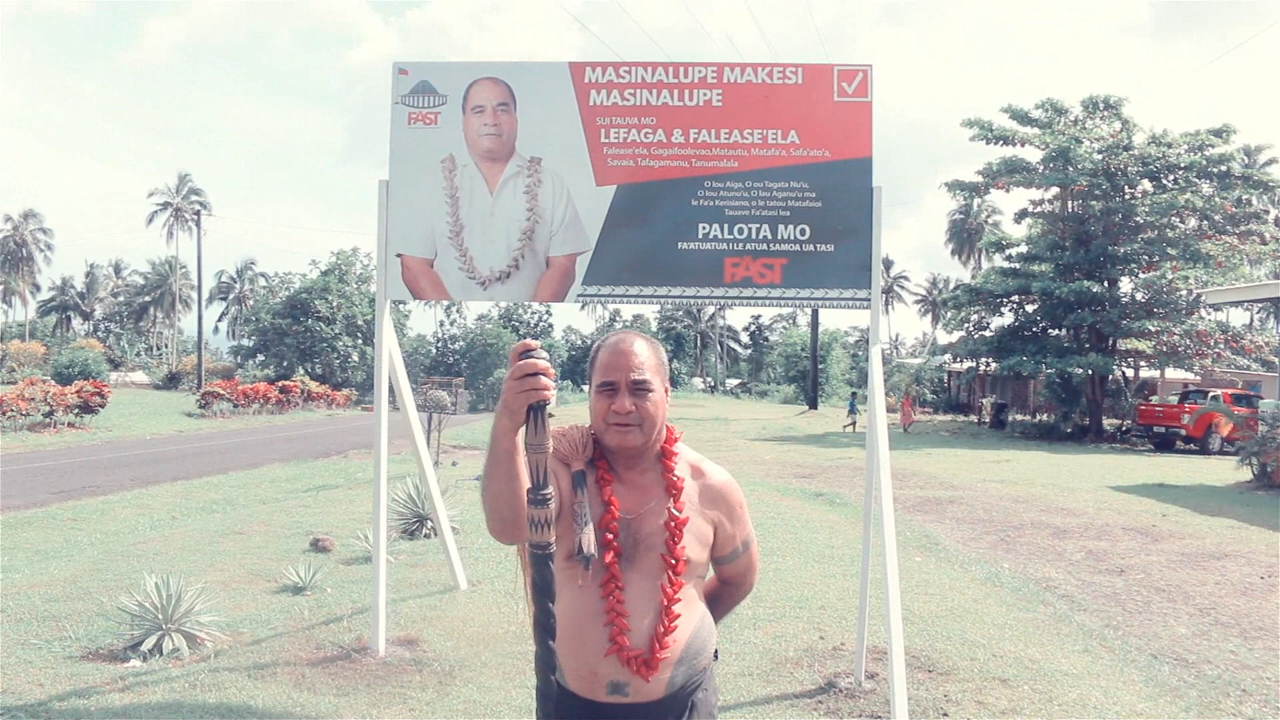 FAST
MASINALUPE MAKESI
MASINALUPE
SUI TAUVA MO
LEFAGA & FALEASE'ELA
Falease'ela, Gagaifoolevao,Matautu, Matafa'a, Safa'ato'a,
Savaia, Tafagamanu, Tanumalala
O lou Aiga, O ou Tagata Nu'u,
O lou Atunu'u, O lau Aganu'u ma
le Fa'a Kerisiano, o le tatou Matafaioi
Tauave Fa'atasi lea
PALOTA MO
FA'ATUATUA I LE ATUA SAMOA UA TASI
FAST